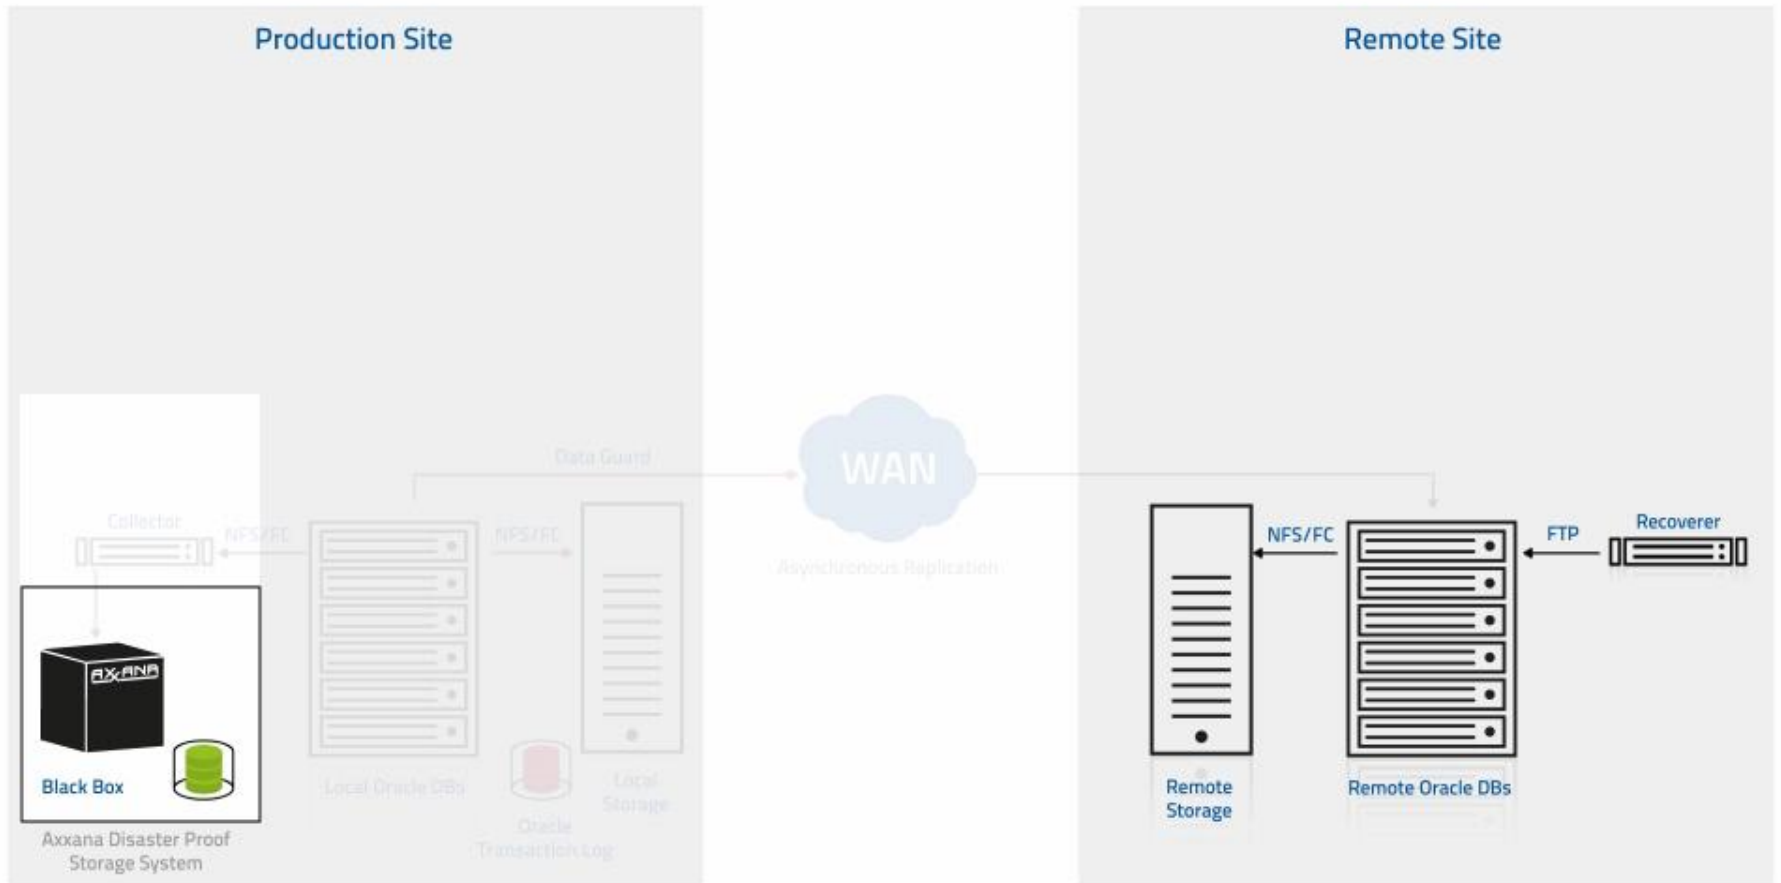 Production Site
Remote Site
Data Guard
WAN
Collector
NFS/FC
NFS/FC
Asynchronous Replication
NFS/FC
FTP
Recoverer
AXXANA
Black Box
Local Oracle DBs
Local
Storage
Oracle
Transaction Log
Remote
Storage
Remote Oracle DBs
Axxana Disaster Proof
Storage System